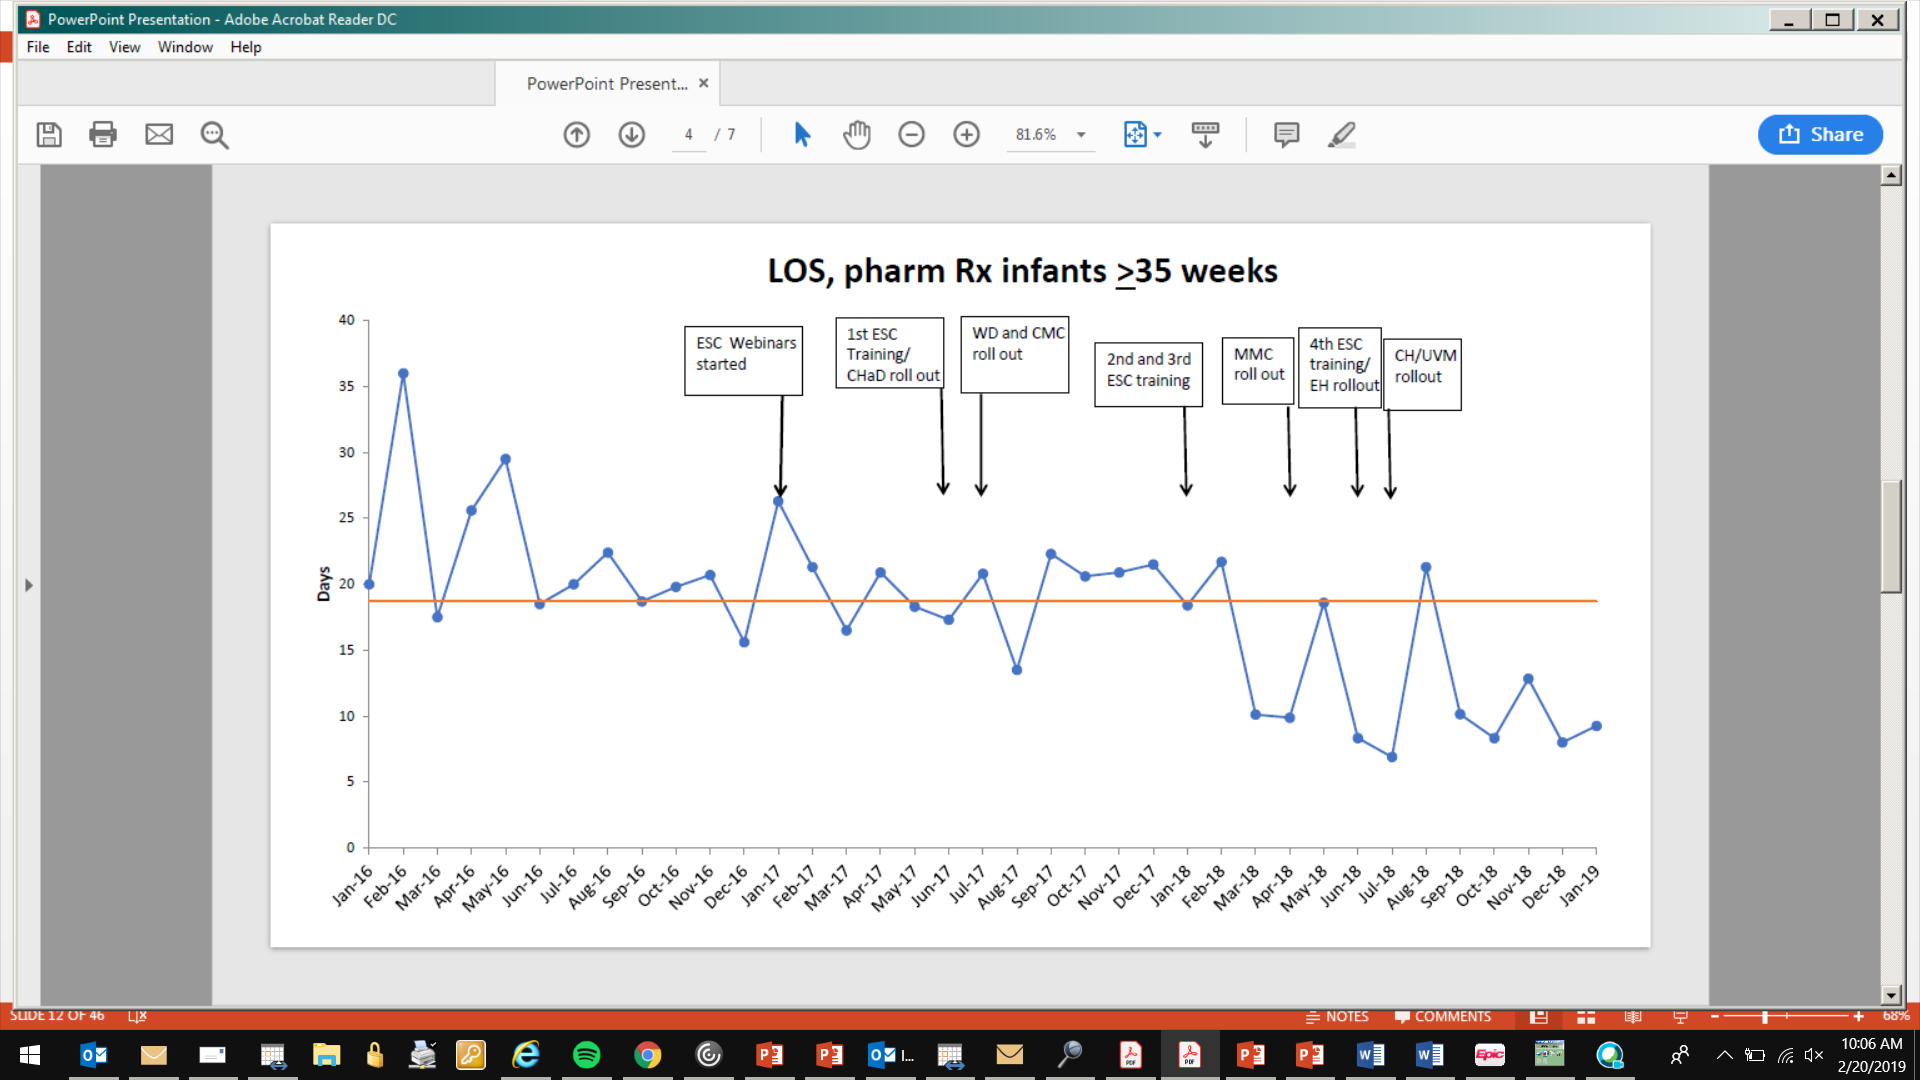 PowerPoint Presentation - Adobe Acrobat Reader DC
File Edit View Window Help
PowerPoint Present... ×
4 / 7 81.6% Share
LOS, pharm Rx infants >35 weeks
ESC Webinars
started
1st ESC
Training/
CHaD roll out
WD and CMC
roll out
2nd and 3rd
ESC training
MMC
roll out
4th ESC
training/
EH rollout
CH/UVM
rollout
Days
40
35
30
25
20
15
10
5
0
Jan-16
Feb-16
Mar-16
Apr-16
May-16
Jun-16
Jul-16
Aug-16
Sep-16
Oct-16
Nov-16
Dec-16
Jan-17
Feb-17
Mar-17
Apr-17
May-17
Jun-17
Jul-17
Aug-17
Sep-17
Oct-17
Nov-17
Dec-17
Jan-18
Feb-18
Mar-18
Apr-18
May-18
Jun-18
Jul-18
Aug-18
Sep-18
Oct-18
Nov-18
Dec-18
Jan-19
SLIDE 12 OF 46 NOTES COMMENTS 68%
I...
Epic
10:06 AM
2/20/2019